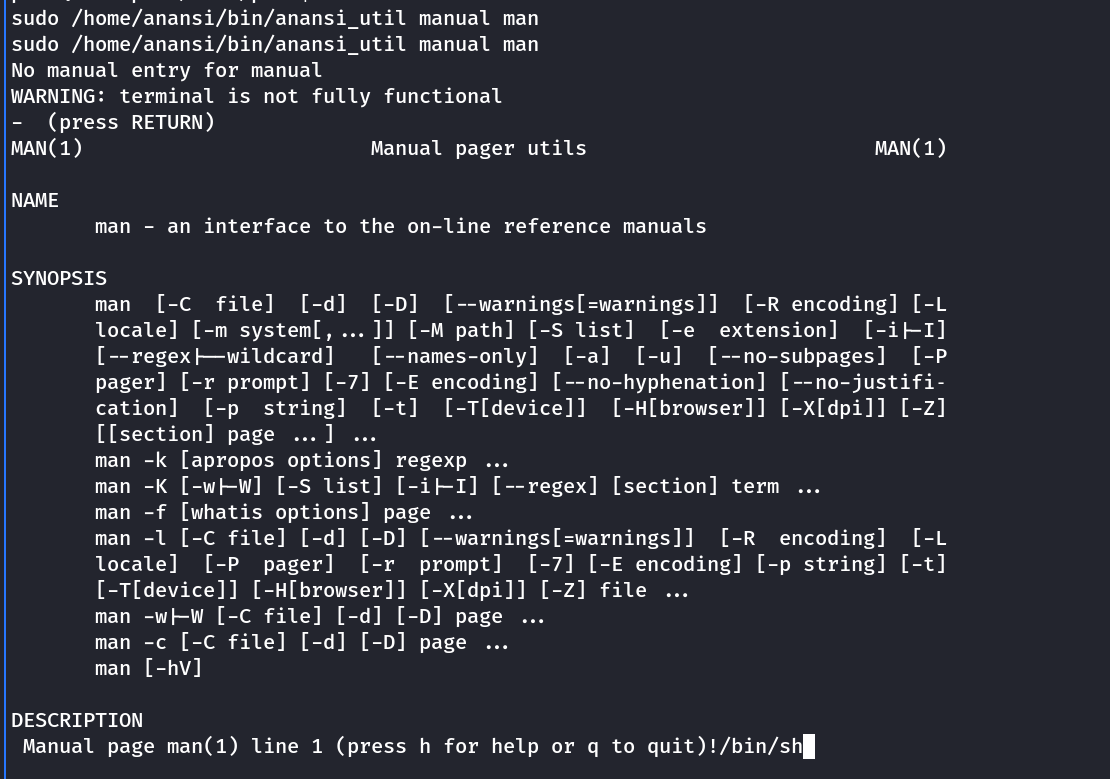 sudo /home/anansi/bin/anansi_util manual man
sudo /home/anansi/bin/anansi_util manual man
No manual entry for manual
WARNING: terminal is not fully functional
-  (press RETURN)
MAN(1)                        Manual pager utils                        MAN(1)

NAME
       man - an interface to the on-line reference manuals

SYNOPSIS
       man  [-C  file]  [-d]  [-D]  [--warnings[=warnings]]  [-R encoding] [-L
       locale] [-m system[,...]] [-M path] [-S list]  [-e  extension]  [-i|-I]
       [--regex|--wildcard]   [--names-only]  [-a]  [-u]  [--no-subpages]  [-P
       pager] [-r prompt] [-7] [-E encoding] [--no-hyphenation] [--no-justifi-
       cation]  [-p  string]  [-t]  [-T[device]]  [-H[browser]] [-X[dpi]] [-Z]
       [[section] page ...] ...
       man -k [apropos options] regexp ...
       man -K [-w|-W] [-S list] [-i|-I] [--regex] [section] term ...
       man -f [whatis options] page ...
       man -l [-C file] [-d] [-D] [--warnings[=warnings]]  [-R  encoding]  [-L
       locale]  [-P  pager]  [-r  prompt]  [-7] [-E encoding] [-p string] [-t]
       [-T[device]] [-H[browser]] [-X[dpi]] [-Z] file ...
       man -w|-W [-C file] [-d] [-D] page ...
       man -c [-C file] [-d] [-D] page ...
       man [-hV]

DESCRIPTION
 Manual page man(1) line 1 (press h for help or q to quit)!/bin/sh